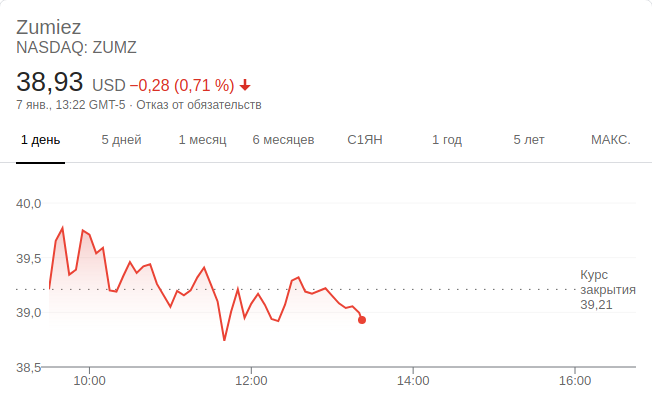 Zumiez
NASDAQ: ZUMZ
38,93 USD −0,28 (0,71 %)
7 янв., 13:22 GMT-5 · Отказ от обязательств
1 день 5 дней 1 месяц 6 месяцев С1ЯН 1 год 5 лет МАКС.
40,0
39,5
Курс
закрытия
39,21
39,0
38,5
10:00 12:00 14:00 16:00